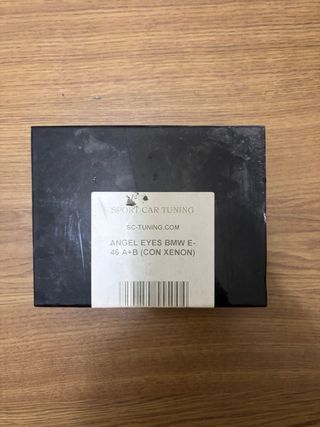 SPORT CAR TUNING
SC-TUNING.COM
ANGEL EYES BMW E-
46 A+B (CON XENON)